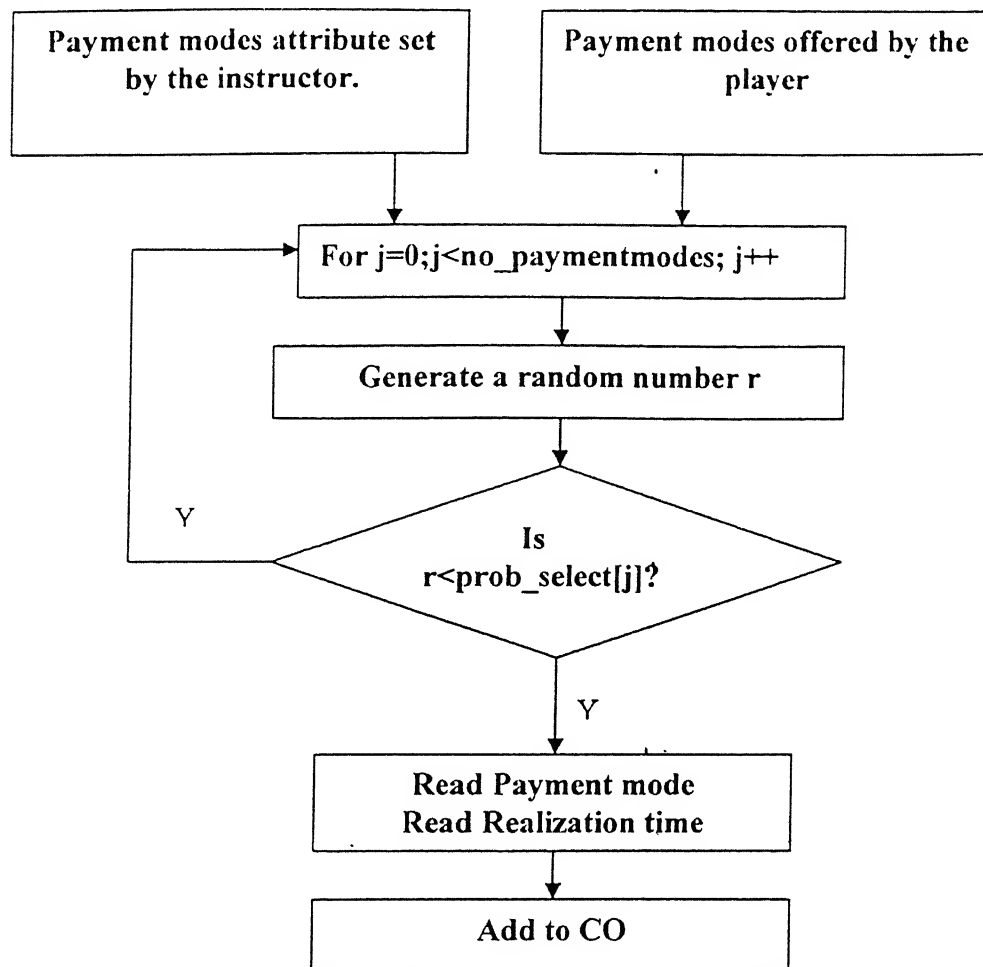 Payment modes attribute set
by the instructor.
Payment modes offered by the
player
For j=0;j<no_paymentmodes; j++
Generate a random number r
Is
r<prob_select[j]?
Y
Y
Read Payment mode
Read Realization time
Add to CO